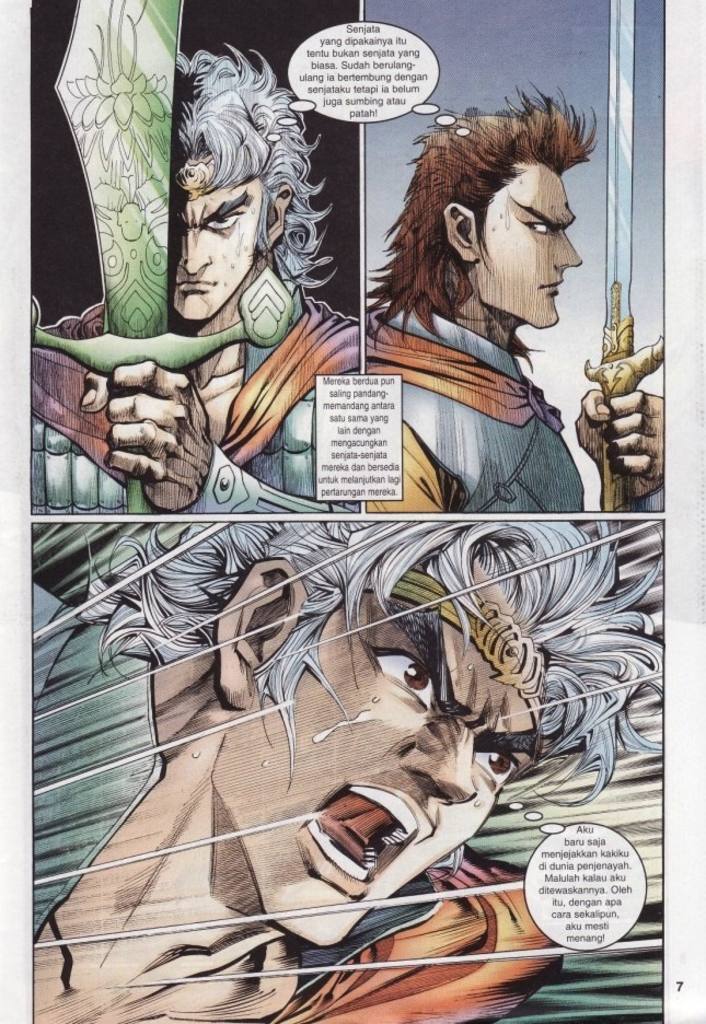 Senjata
yang dipakainya itu
tentu bukan senjata yang
biasa. Sudah berulang-
ulang ia bertembung dengan
senjataku tetapi ia belum
juga sumbing atau
patah!
Mereka berdua pun
saling pandang-
memandang antara
satu sama yang
lain dengan
mengacungkan
senjata-senjata
mereka dan bersedia
untuk melanjutkan lagi
pertarungan mereka.
Aku
baru saja
menjejakkan kakiku
di dunia penjenayah.
Malulah kalau aku
ditewaskannya. Oleh
itu, dengan apa
cara sekalipun,
aku mesti
menang!
7